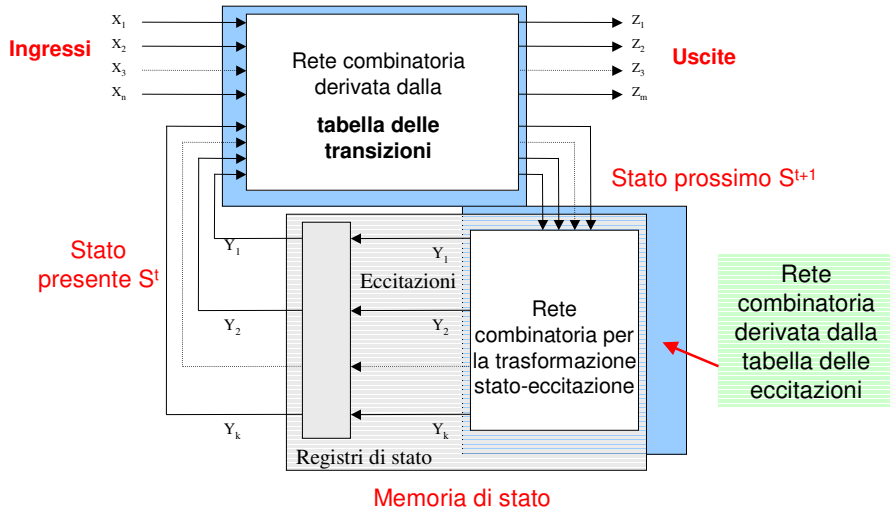 Ingressi
X1
X2
X3
Xn
Rete combinatoria
derivata dalla
tabella delle
transizioni
Z1
Z2
Z3
Zm
Uscite
Stato prossimo St+1
Stato
presente St
Y1
Y2
Yk
Eccitazioni
Y1
Y2
Yk
Rete
combinatoria per
la trasformazione
stato-eccitazione
Registri di stato
Memoria di stato
Rete
combinatoria
derivata dalla
tabella delle
eccitazioni